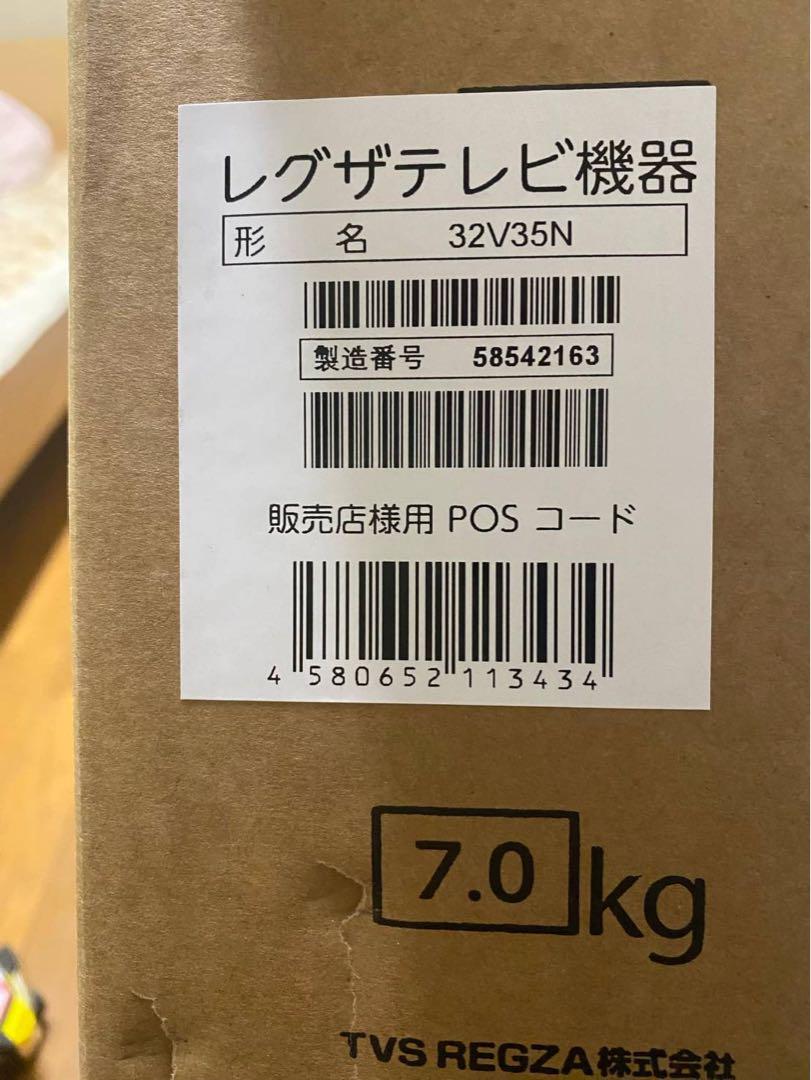 レグザテレビ機器
形 名 32V35N
製造番号 58542163
販売店様用 POS コード
4 580652 113434
7.0 kg
TVS REGZA株式会社